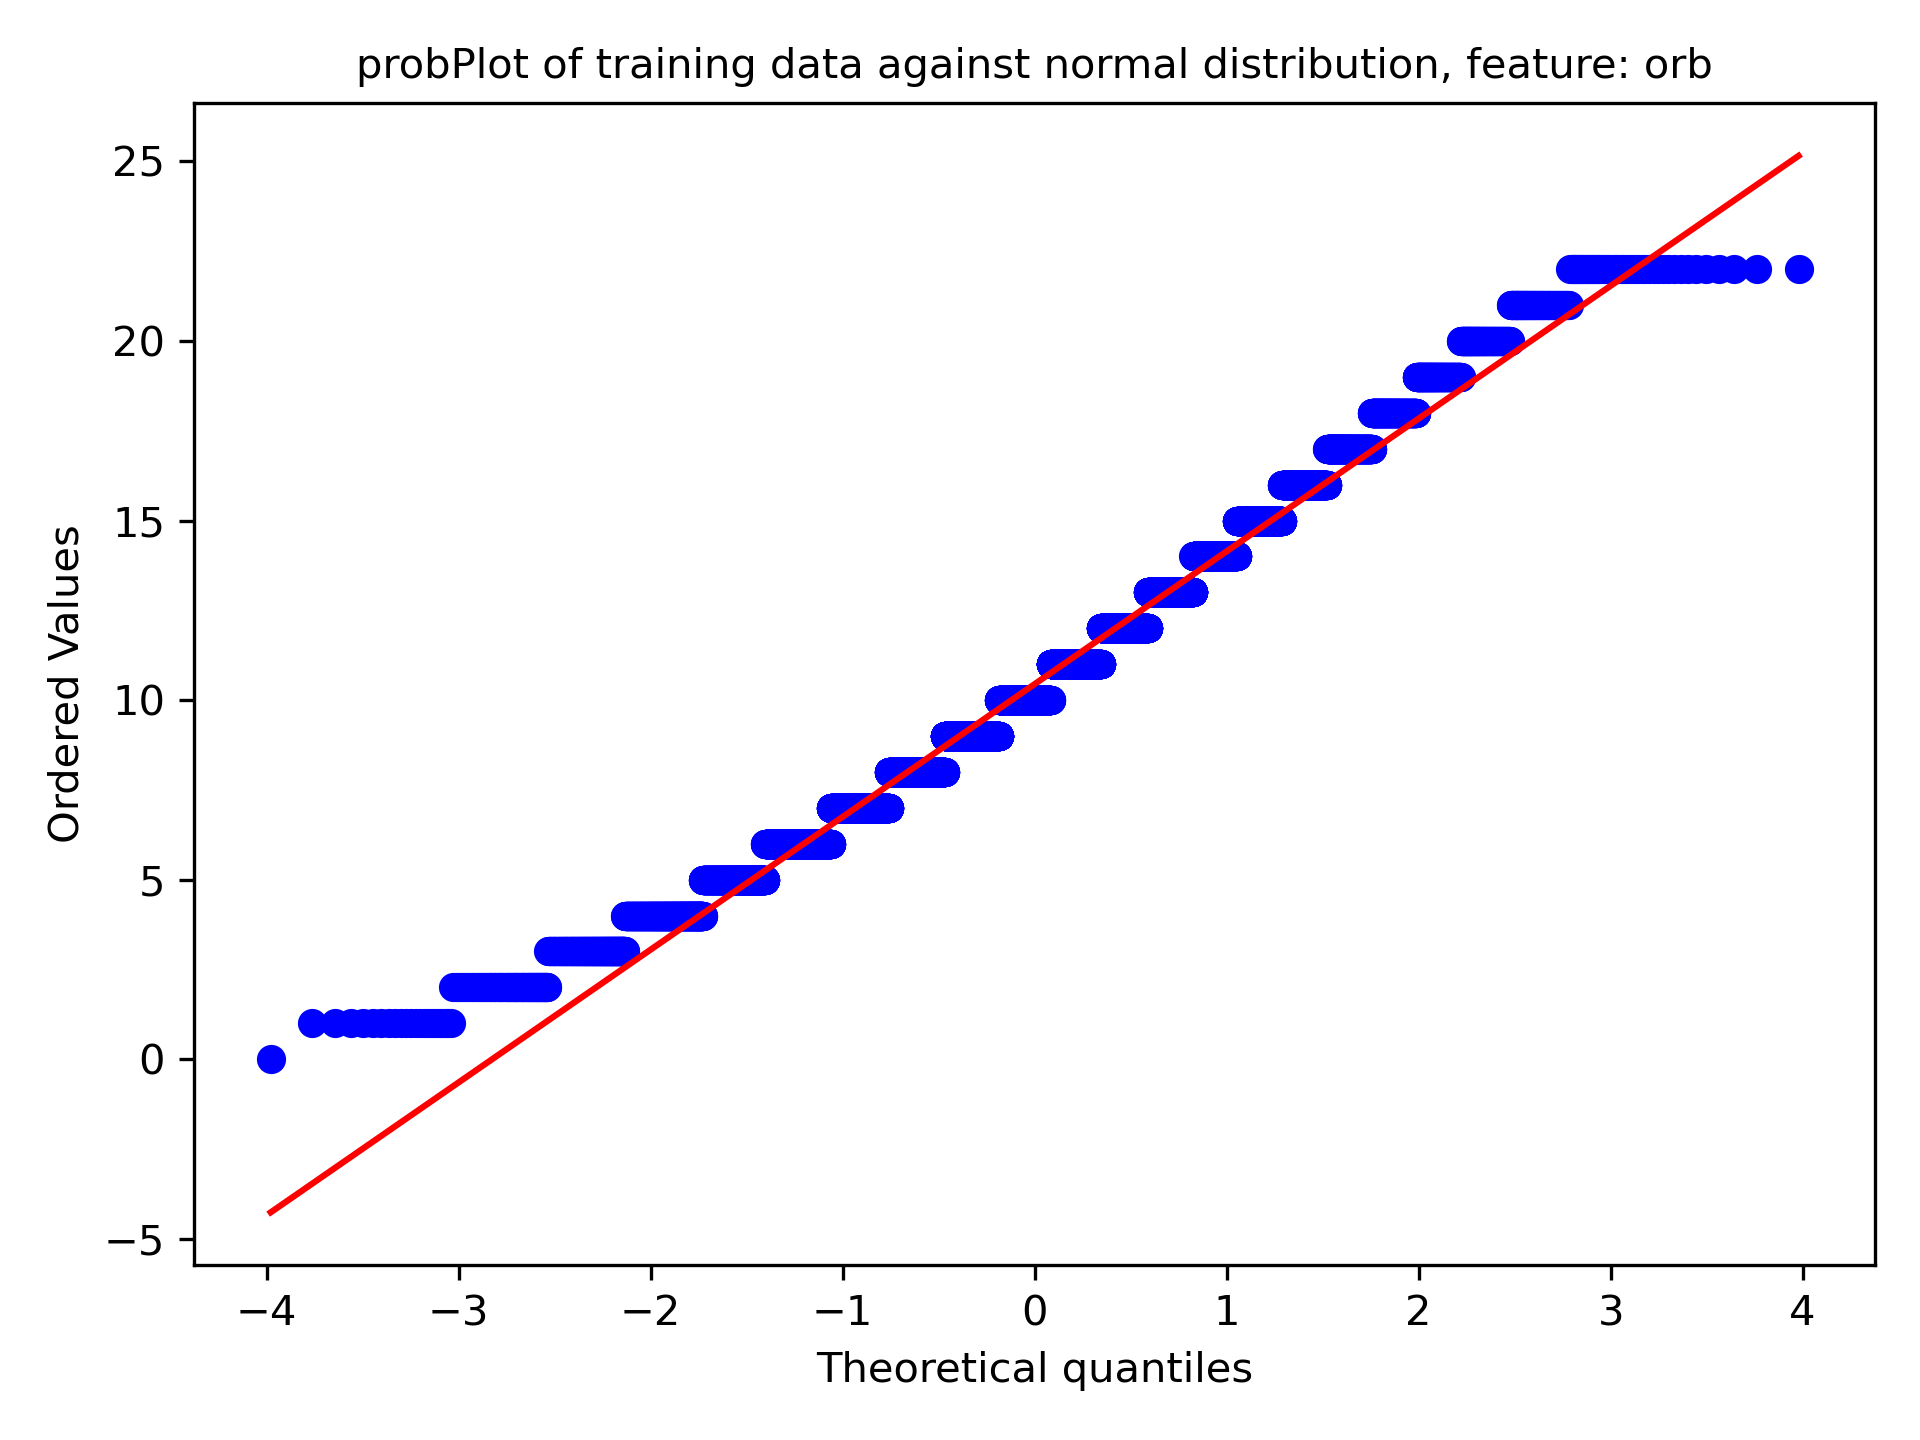 probPlot of training data against normal distribution, feature: orb
25
20
15
10
5
0
−5
Ordered Values
−4 −3 −2 −1 0 1 2 3 4
Theoretical quantiles